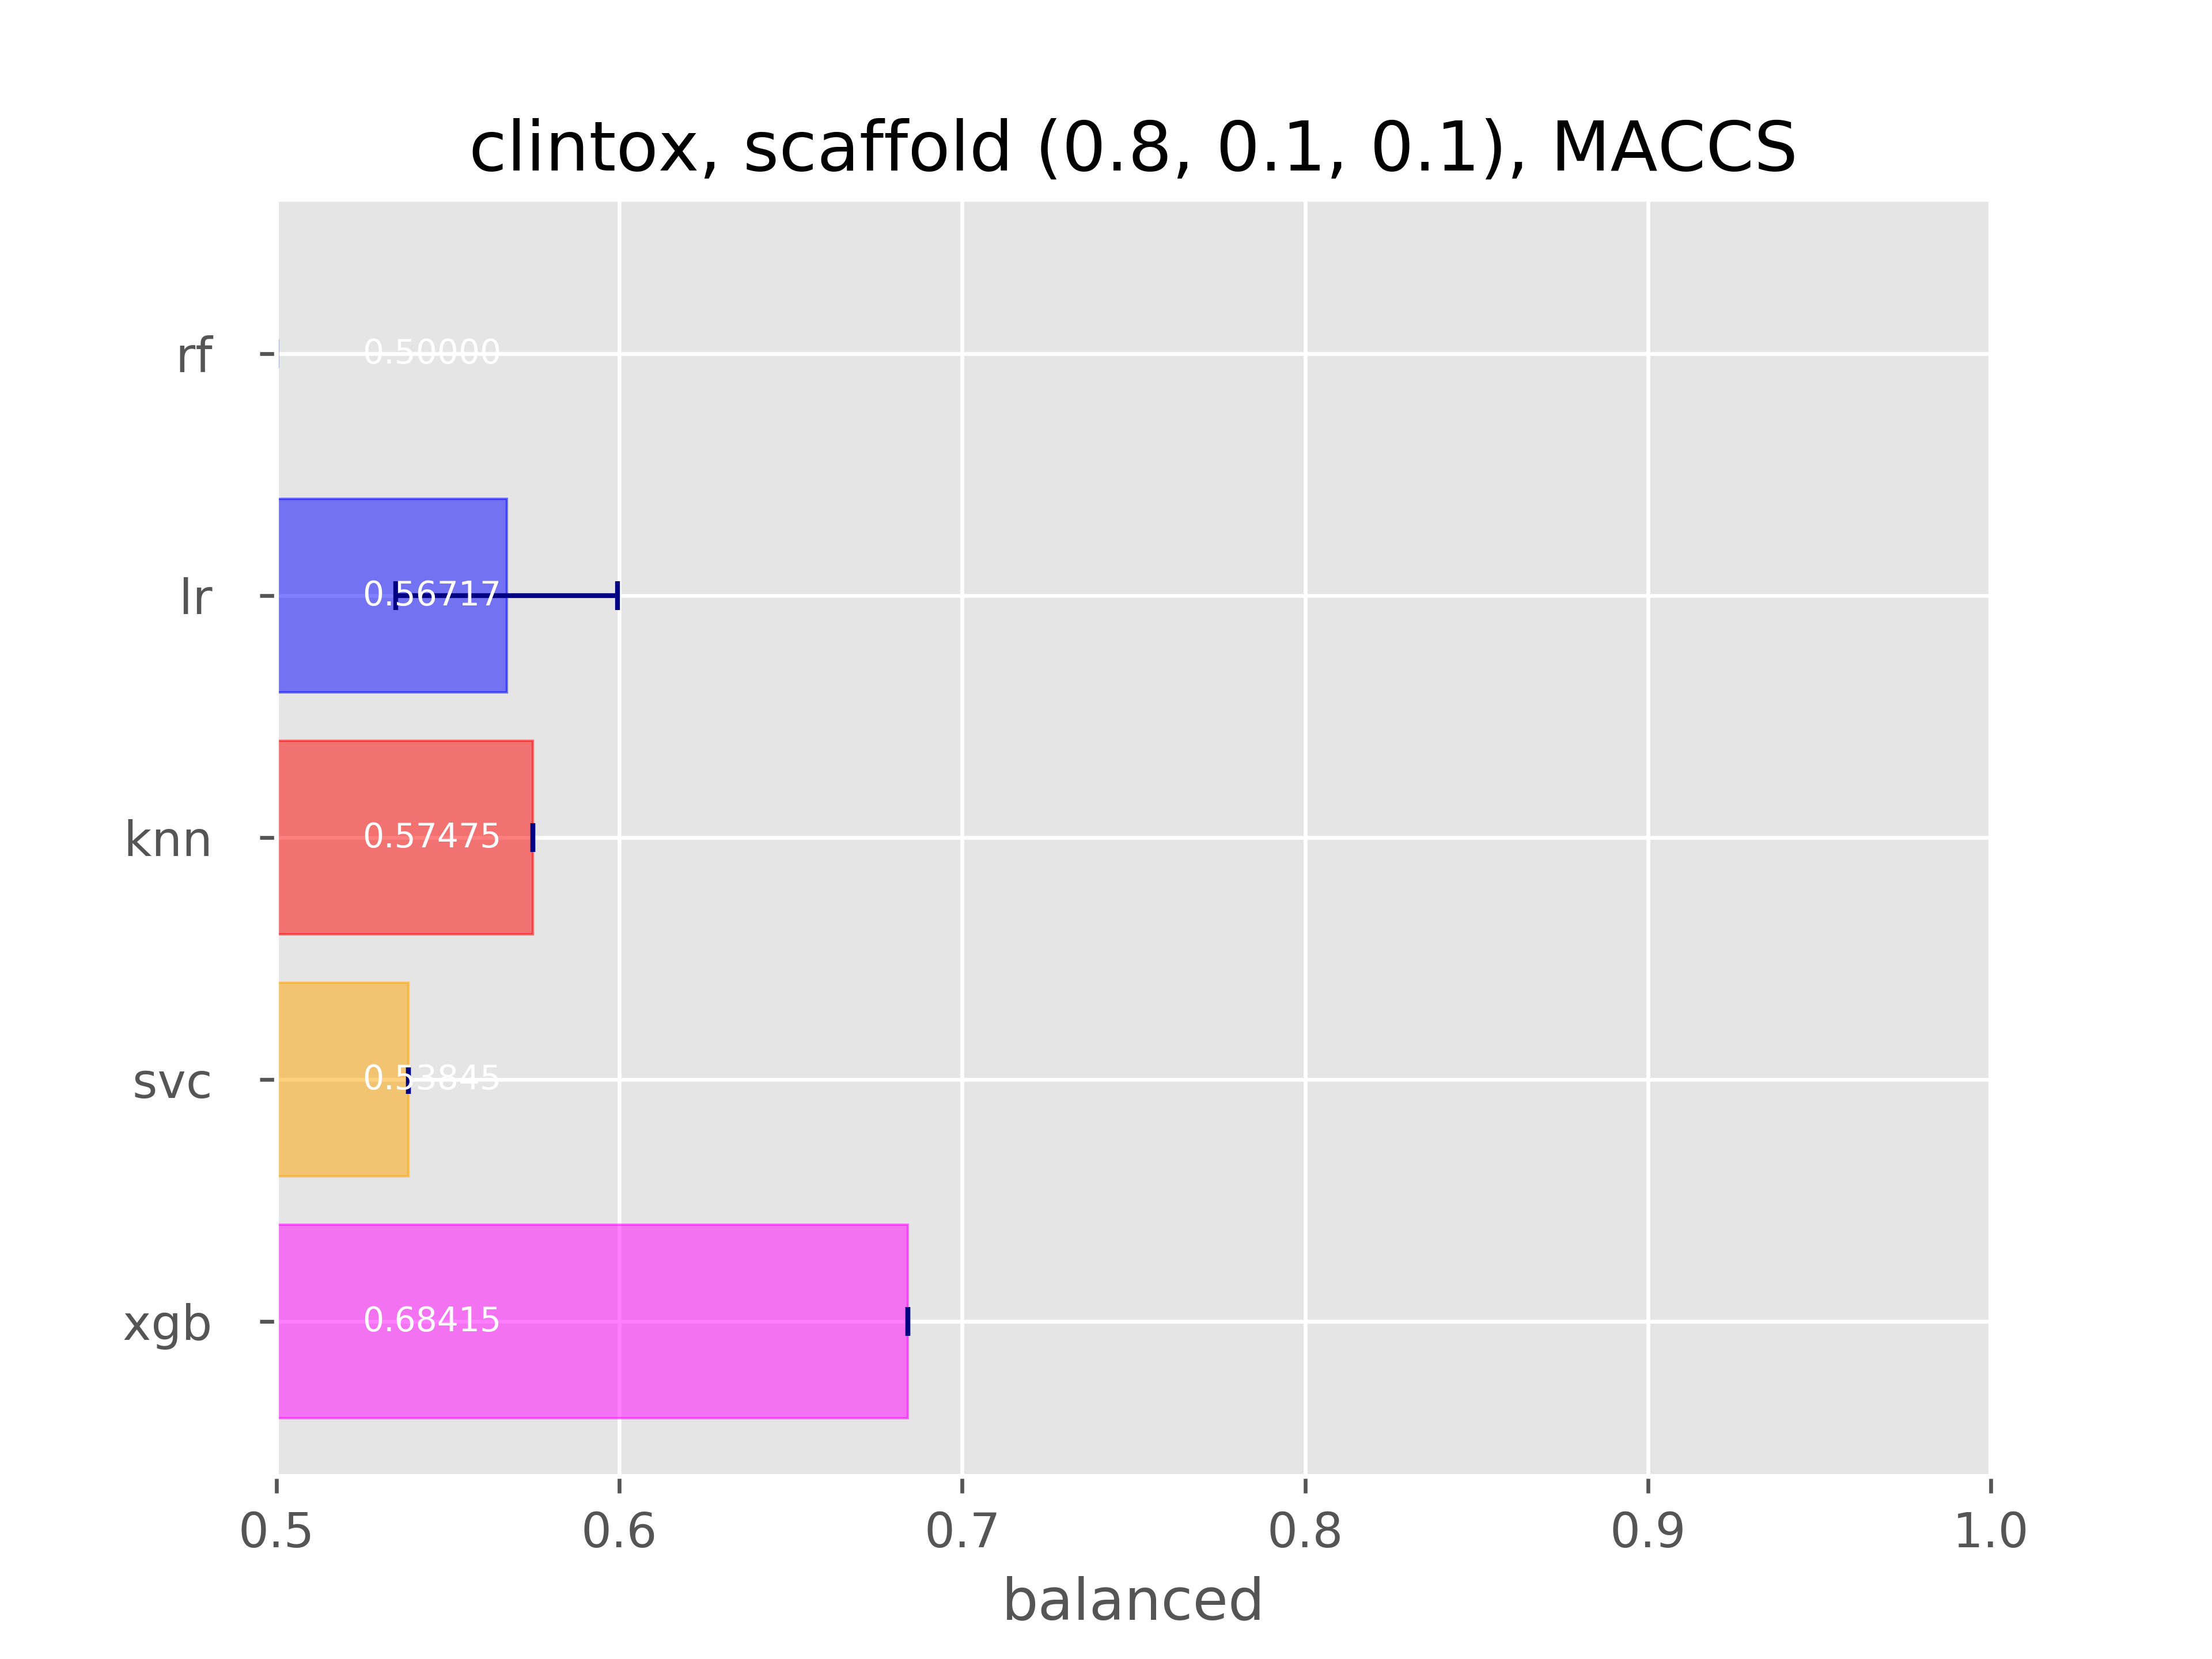 clintox, scaffold (0.8, 0.1, 0.1), MACCS
rf
0.50000
lr
0.56717
knn
0.57475
svc
0.53845
xgb
0.68415
0.5 0.6 0.7 0.8 0.9 1.0
balanced